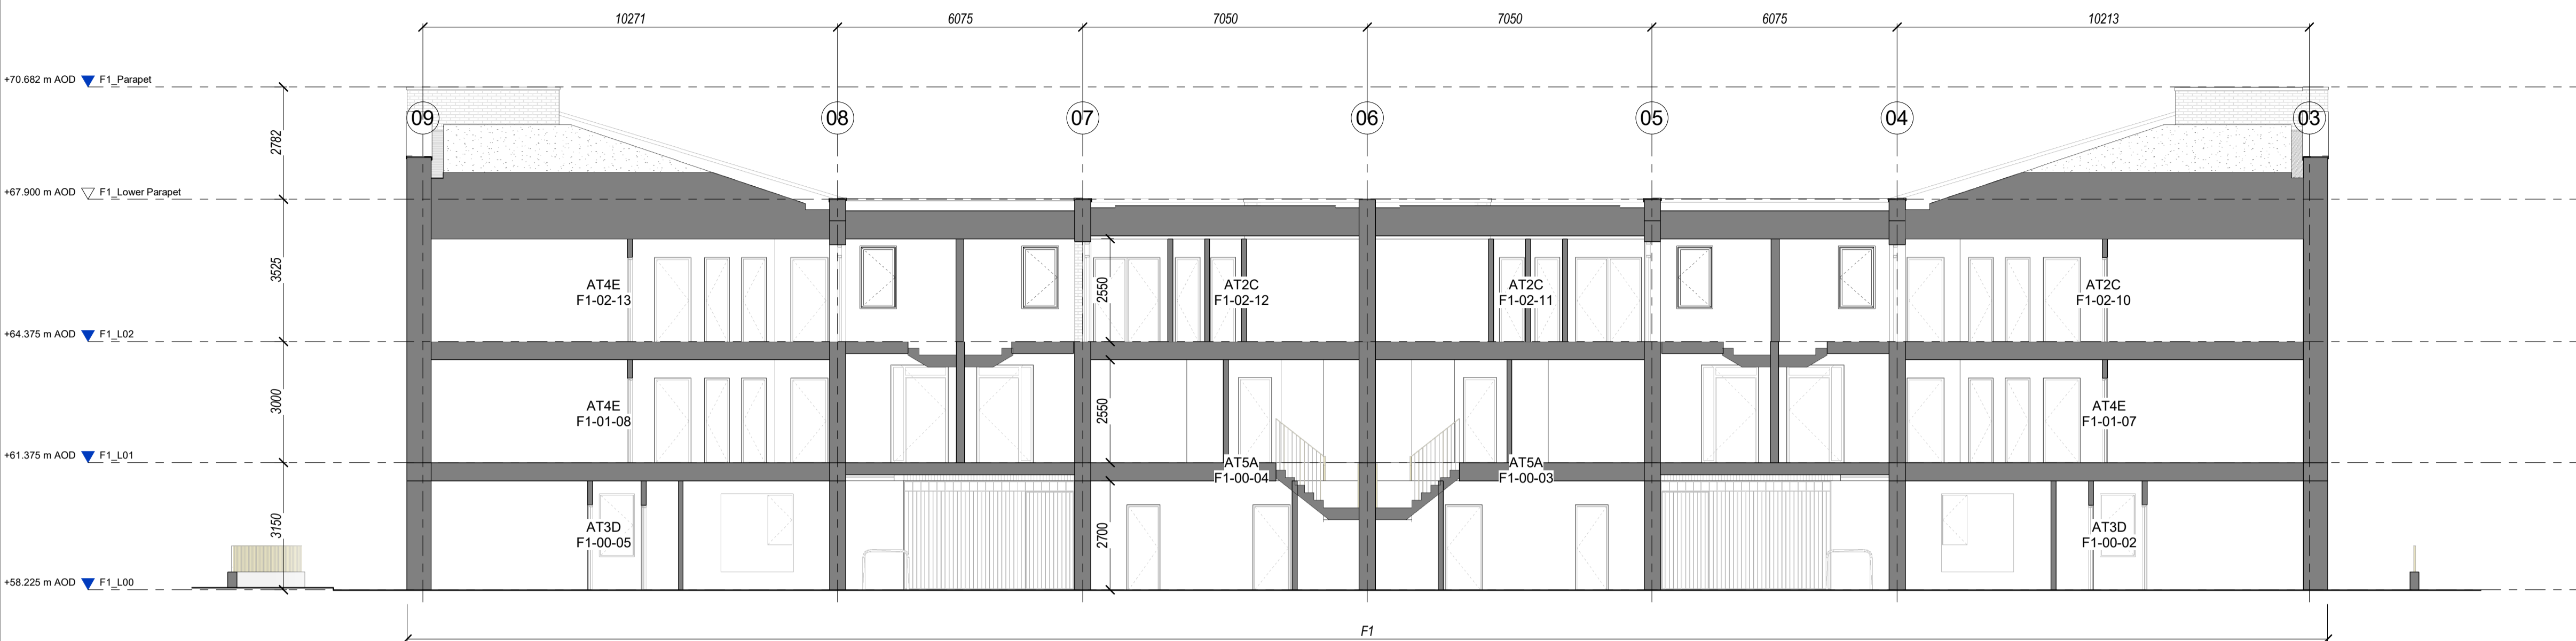 10271
6075
7050
7050
6075
10213
+70.682 m AOD F1_Parapet
09
08
07
06
05
04
03
2782
+67.900 m AOD F1_Lower Parapet
3525
2550
AT4E
F1-02-13
AT2C
F1-02-12
AT2C
F1-02-11
AT2C
F1-02-10
+64.375 m AOD F1_L02
3000
2550
AT4E
F1-01-08
AT4E
F1-01-07
+61.375 m AOD F1_L01
AT5A
F1-00-04
AT5A
F1-00-03
3150
2700
AT3D
F1-00-05
AT3D
F1-00-02
+58.225 m AOD F1_L00
F1